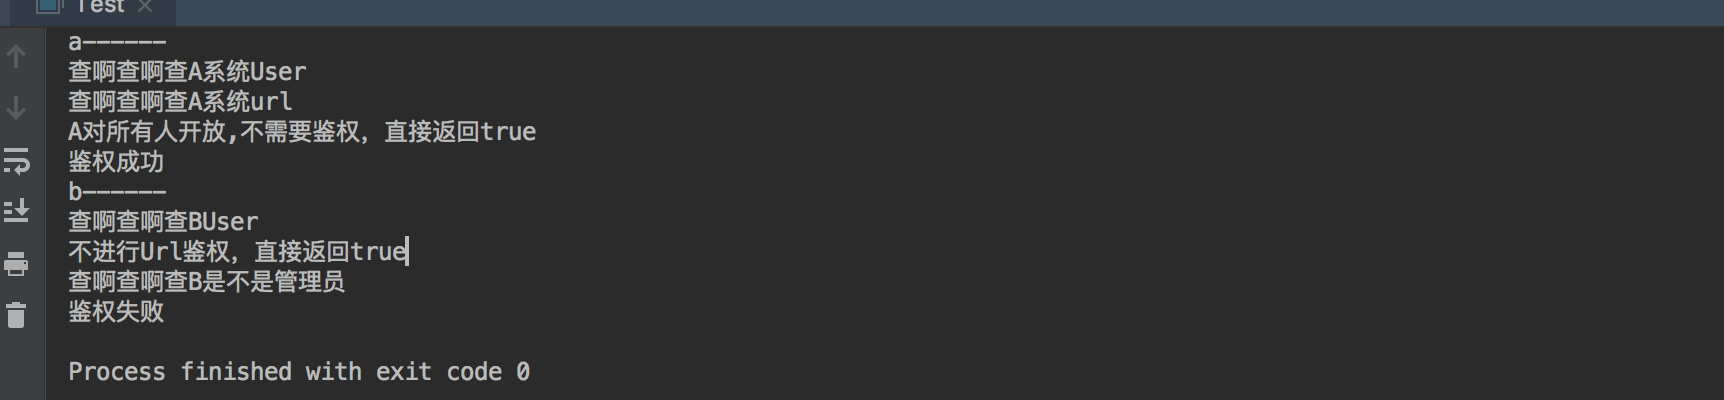 Test
a------
查啊查啊查A系统User
查啊查啊查A系统url
A对所有人开放,不需要鉴权，直接返回true
鉴权成功
b------
查啊查啊查BUser
不进行Url鉴权，直接返回true
查啊查啊查B是不是管理员
鉴权失败
Process finished with exit code 0